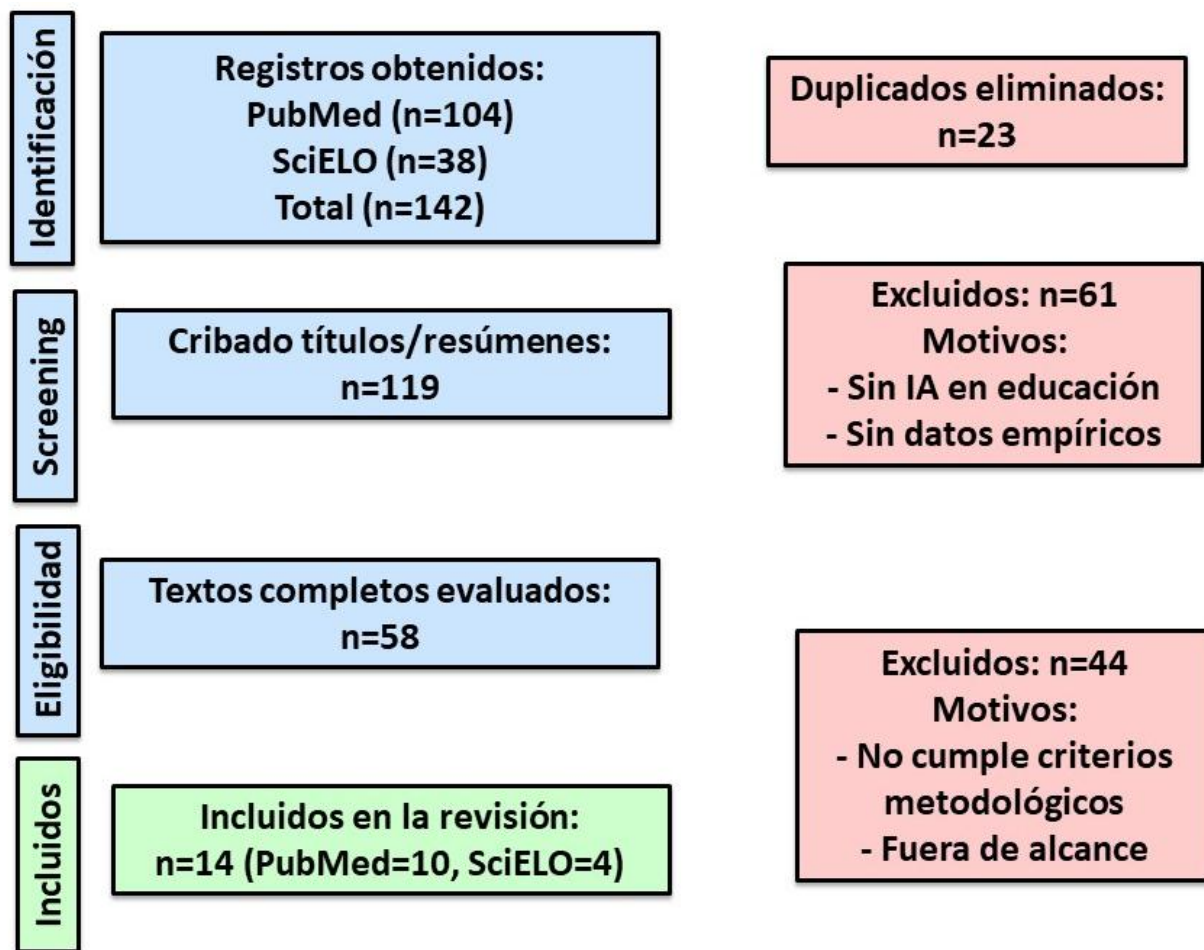 Identificación
Registros obtenidos:
PubMed (n=104)
SciELO (n=38)
Total (n=142)
Duplicados eliminados:
n=23
Screening
Cribado títulos/resúmenes:
n=119
Excluidos: n=61
Motivos:
- Sin IA en educación
- Sin datos empíricos
Eligibilidad
Textos completos evaluados:
n=58
Excluidos: n=44
Motivos:
- No cumple criterios
metodológicos
- Fuera de alcance
Incluidos
Incluidos en la revisión:
n=14 (PubMed=10, SciELO=4)